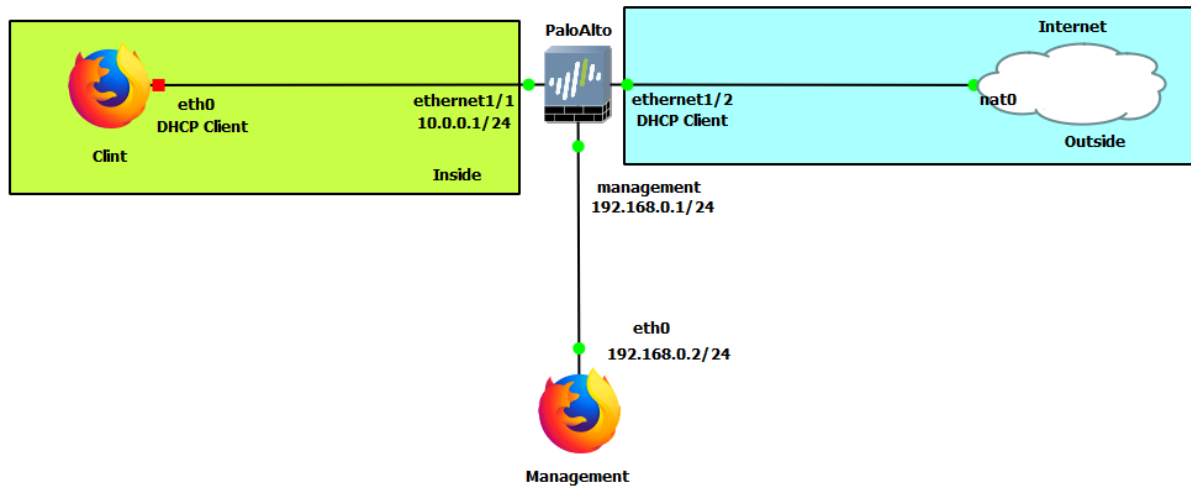 PaloAlto
Internet
eth0
DHCP Client
ethernet1/1
10.0.0.1/24
ethernet1/2
DHCP Client
nat0
Clint
Inside
Outside
management
192.168.0.1/24
eth0
192.168.0.2/24
Management